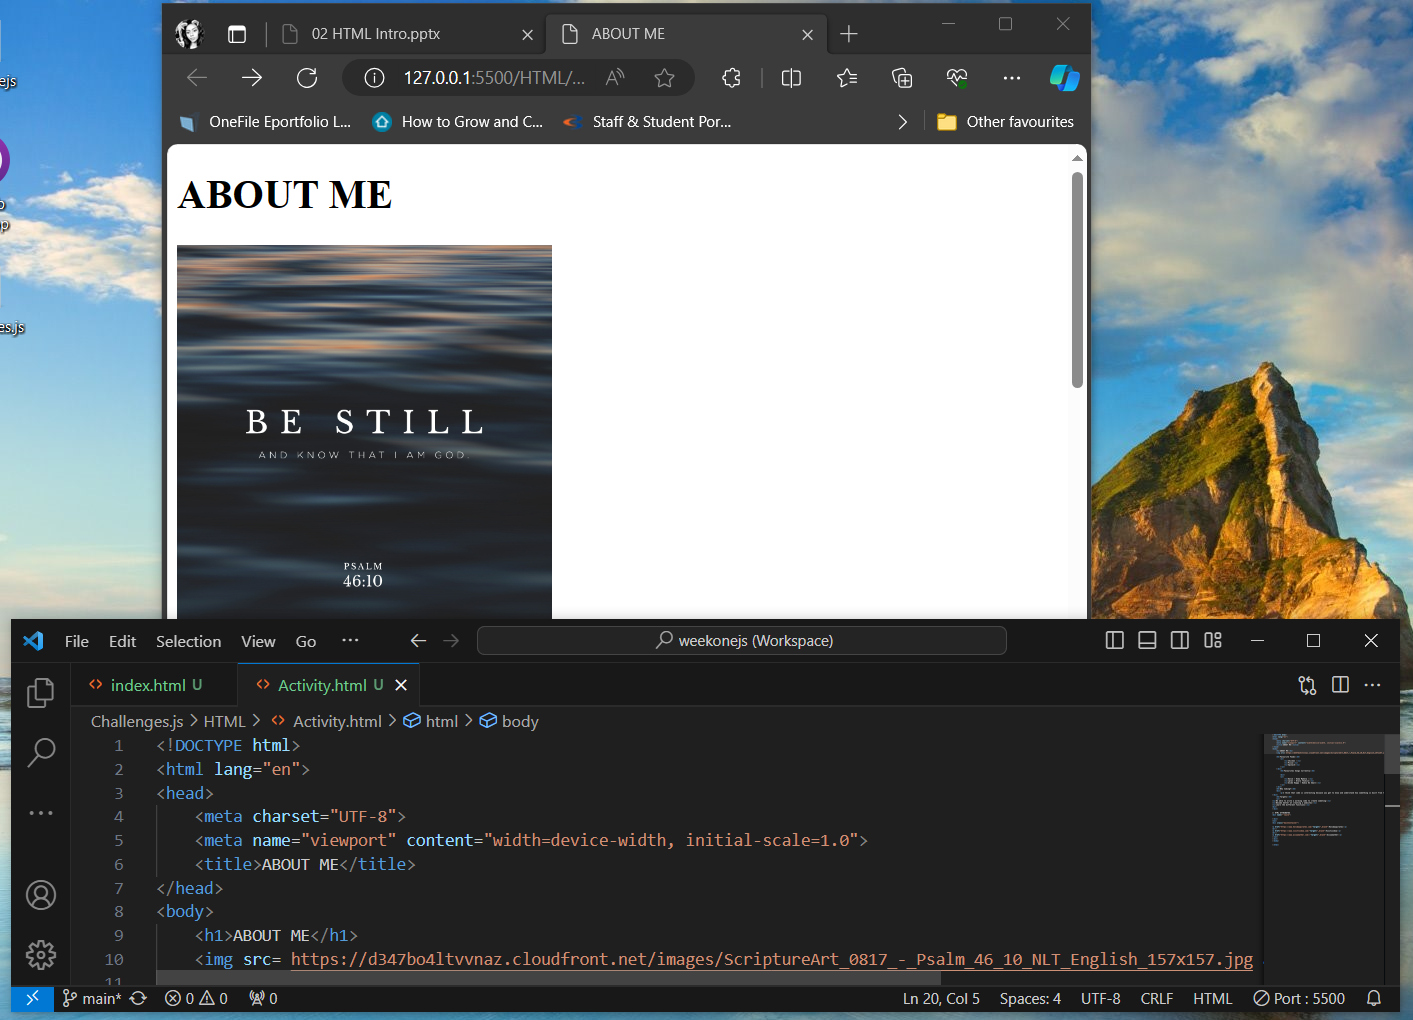 ejs
p
es.js
02 HTML Intro.pptx
ABOUT ME
127.0.0.1:5500/HTML/...
OneFile Eportfolio L...
How to Grow and C...
Staff & Student Por...
Other favourites
ABOUT ME
BE STILL
AND KNOW THAT I AM GOD.
PSALM
46:10
File Edit Selection View Go ...
weekonejs (Workspace)
index.html U
Activity.html U
Challenges.js > HTML > Activity.html > html > body
1 <!DOCTYPE html>
2 <html lang="en">
3 <head>
4 <meta charset="UTF-8">
5 <meta name="viewport" content="width=device-width, initial-scale=1.0">
6 <title>ABOUT ME</title>
7 </head>
8 <body>
9 <h1>ABOUT ME</h1>
10 <img src= https://d347bo4ltvvnaz.cloudfront.net/images/ScriptureArt_0817_-_Psalm_46_10_NLT_English_157x157.jpg
11
main* 0 0 0 Ln 20, Col 5 Spaces: 4 UTF-8 CRLF HTML Port : 5500